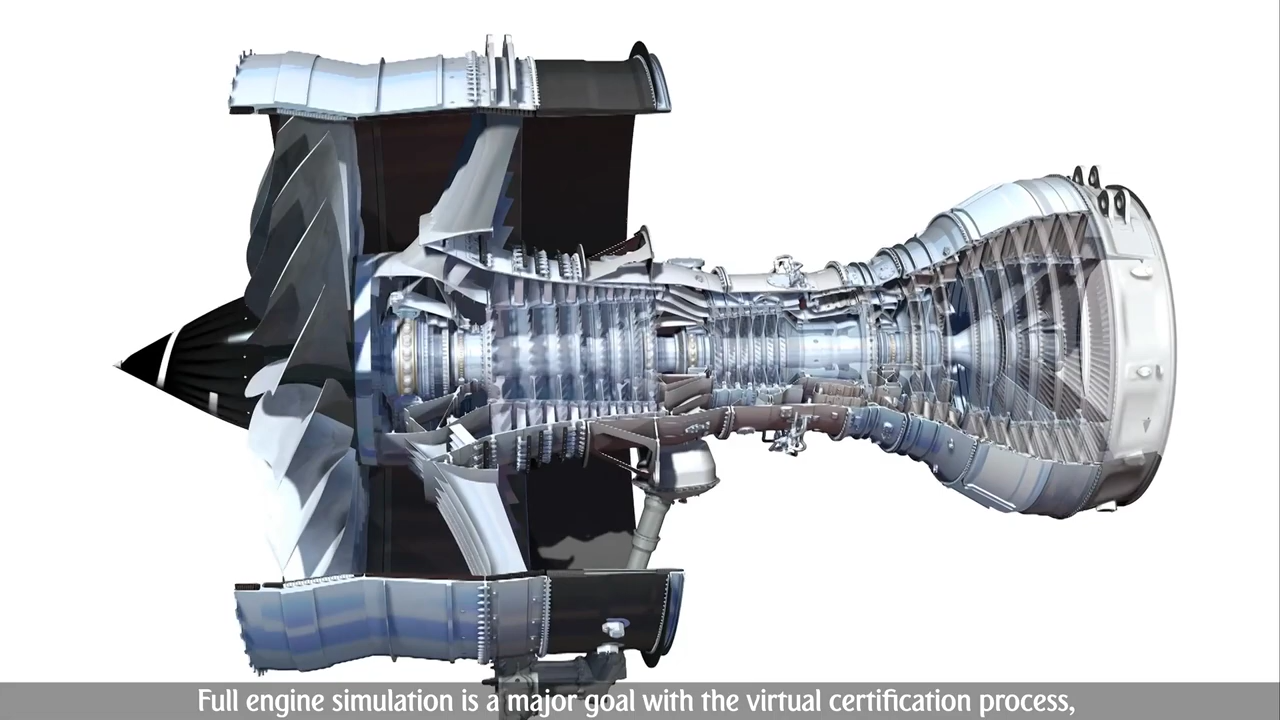 Full engine simulation is a major goal with the virtual certification process,